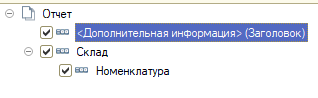 Отчет
<Дополнительная информация> (Заголовок)
Склад
Номенклатура